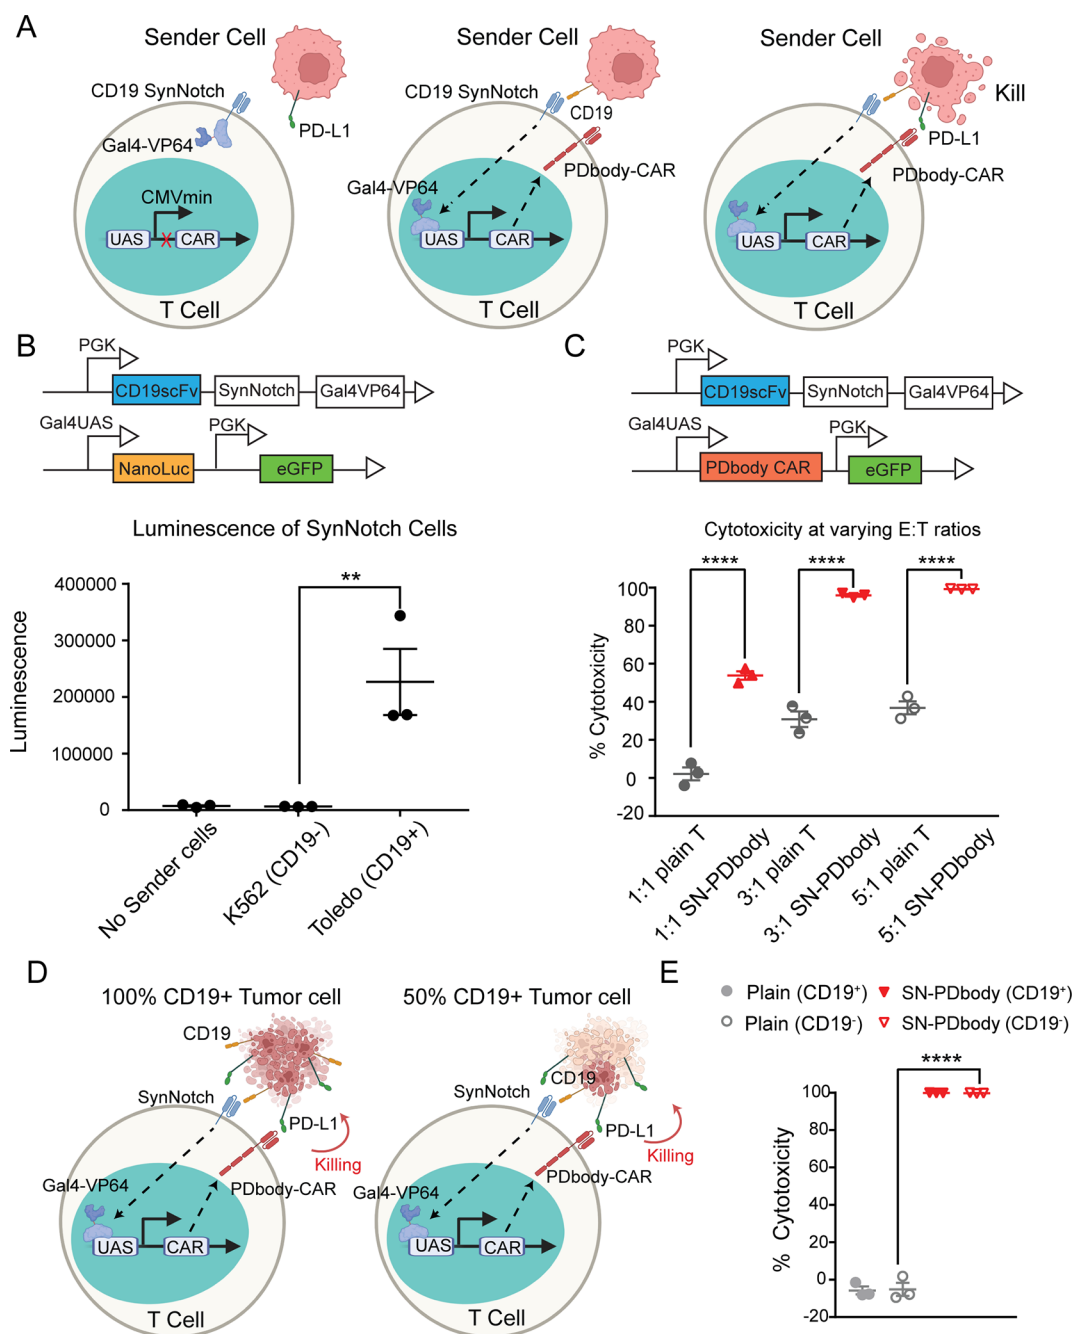 A
Sender Cell
CD19 SynNotch
Gal4-VP64
PD-L1
CMVmin
UAS
CAR
T Cell
Sender Cell
CD19 SynNotch
CD19
PDbody-CAR
Gal4-VP64
UAS
CAR
T Cell
Sender Cell
Kill
PD-L1
PDbody-CAR
UAS
CAR
T Cell
B
PGK
CD19scFv
SynNotch
Gal4VP64
Gal4UAS
PGK
NanoLuc
eGFP
Luminescence of SynNotch Cells
**
Luminescence
400000
300000
200000
100000
0
No Sender cells
K562 (CD19-)
Toledo (CD19+)
C
PGK
CD19scFv
SynNotch
Gal4VP64
Gal4UAS
PGK
PDbody CAR
eGFP
Cytotoxicity at varying E:T ratios
****
****
****
% Cytotoxicity
100
80
60
40
20
0
-20
1:1 plain T
1:1 SN-PDbody
3:1 plain T
3:1 SN-PDbody
5:1 plain T
5:1 SN-PDbody
D
100% CD19+ Tumor cell
CD19
SynNotch
PD-L1
Killing
Gal4-VP64
PDbody-CAR
UAS
CAR
T Cell
50% CD19+ Tumor cell
CD19
SynNotch
PD-L1
Killing
PDbody-CAR
Gal4-VP64
UAS
CAR
T Cell
E
Plain (CD19+)
SN-PDbody (CD19+)
Plain (CD19-)
SN-PDbody (CD19-)
****
% Cytotoxicity
100
80
60
40
20
0
-20